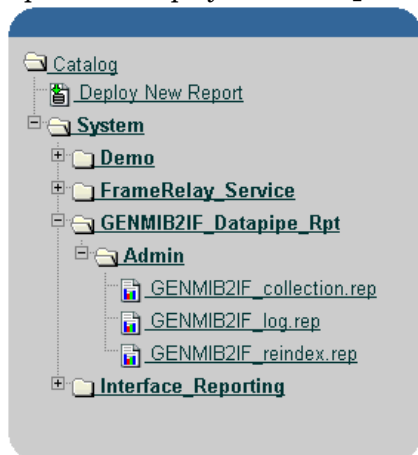 Catalog
Deploy New Report
System
Demo
FrameRelay_Service
GENMIB2IF_Datapipe_Rpt
Admin
GENMIB2IF_collection.rep
GENMIB2IF_log.rep
GENMIB2IF_reindex.rep
Interface_Reporting